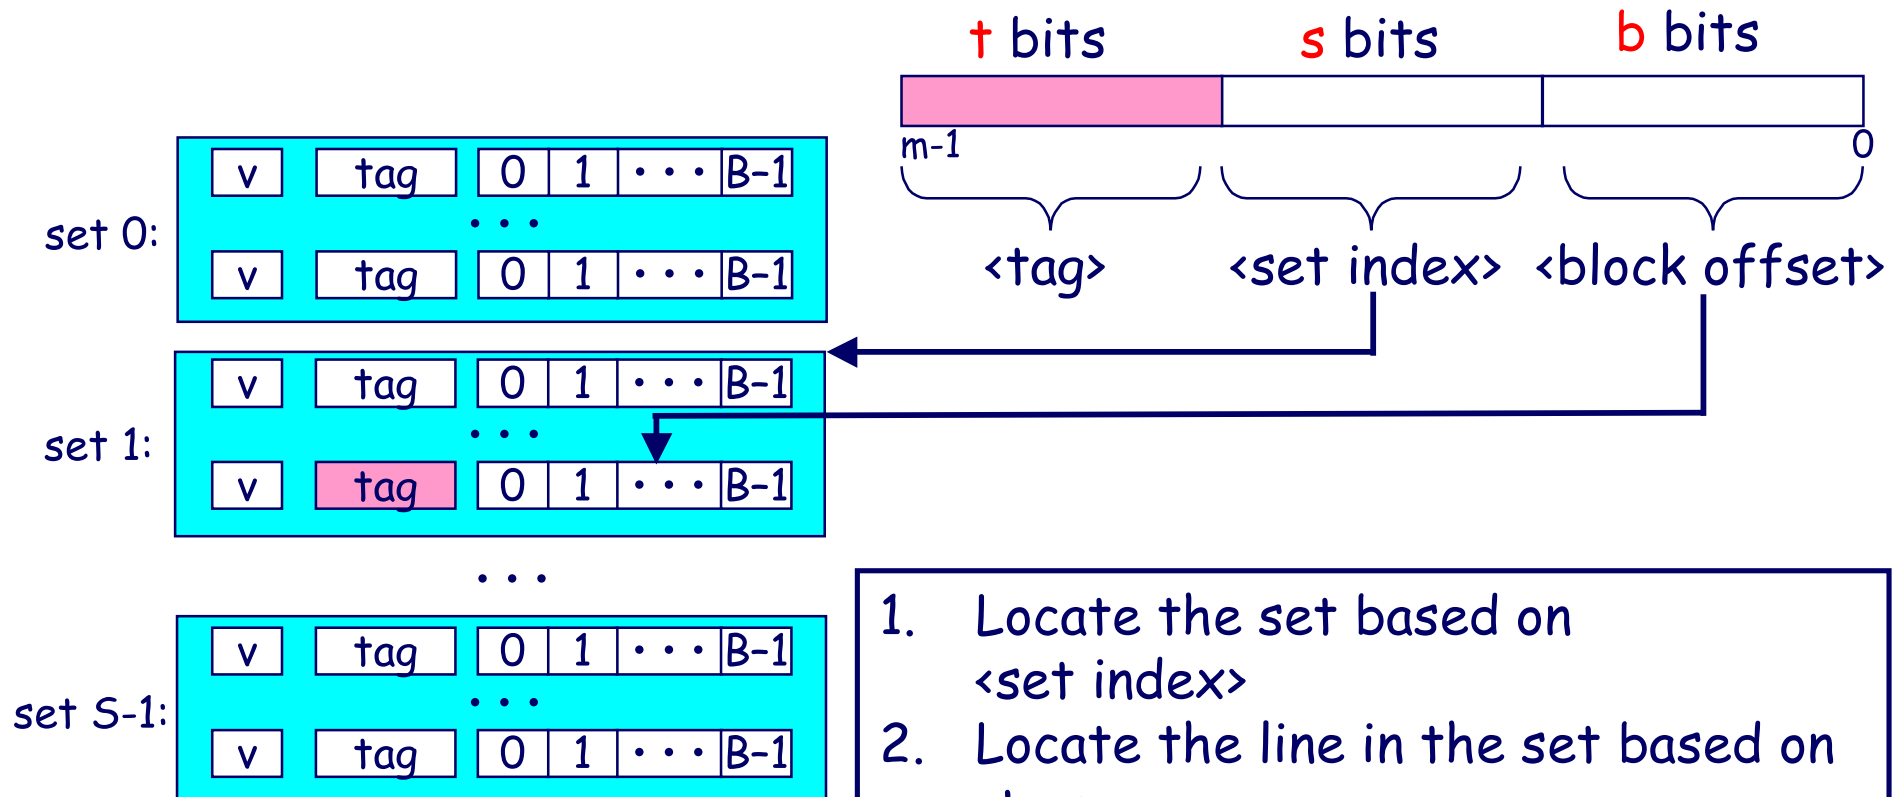 t bits s bits b bits
m-1 0
<tag> <set index> <block offset>
set 0:
v tag 0 1 • • • B-1
• • •
v tag 0 1 • • • B-1
set 1:
v tag 0 1 • • • B-1
• • •
v tag 0 1 • • • B-1
• • •
set S-1:
v tag 0 1 • • • B-1
• • •
v tag 0 1 • • • B-1
1. Locate the set based on
<set index>
2. Locate the line in the set based on